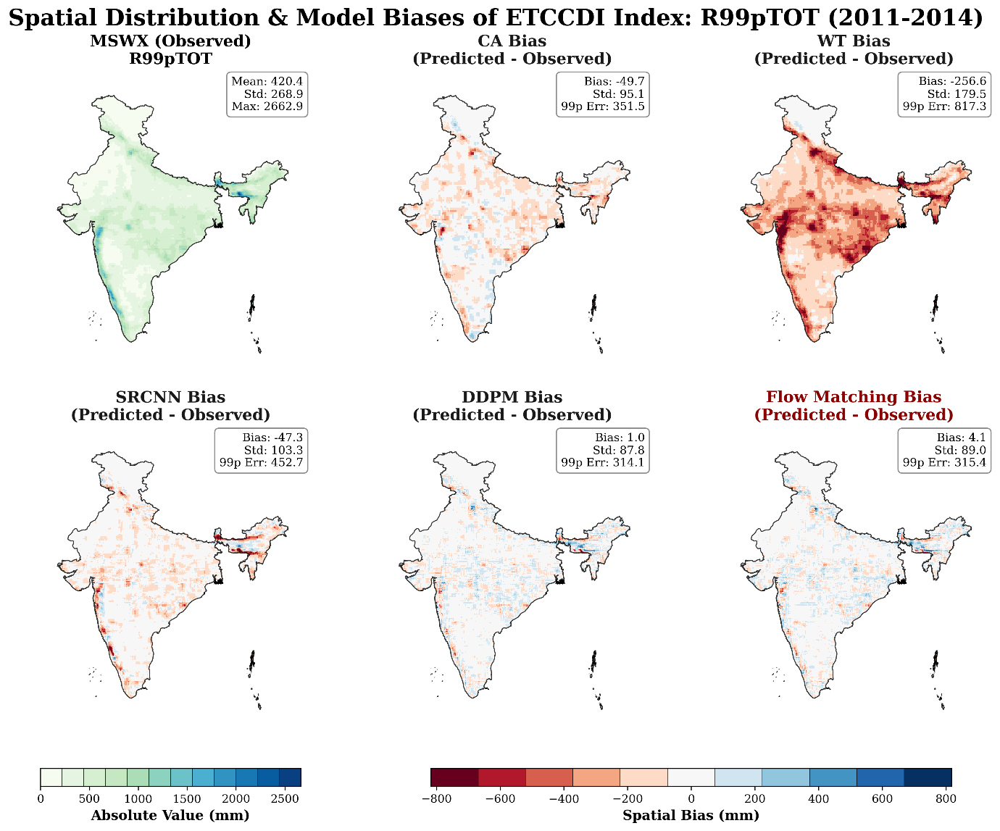 Spatial Distribution & Model Biases of ETCCDI Index: R99pTOT (2011-2014)
MSWX (Observed)
R99pTOT
Mean: 420.4
Std: 268.9
Max: 2662.9
CA Bias
(Predicted - Observed)
Bias: -49.7
Std: 95.1
99p Err: 351.5
WT Bias
(Predicted - Observed)
Bias: -256.6
Std: 179.5
99p Err: 817.3
SRCNN Bias
(Predicted - Observed)
Bias: -47.3
Std: 103.3
99p Err: 452.7
DDPM Bias
(Predicted - Observed)
Bias: 1.0
Std: 87.8
99p Err: 314.1
Flow Matching Bias
(Predicted - Observed)
Bias: 4.1
Std: 89.0
99p Err: 315.4
0 500 1000 1500 2000 2500
Absolute Value (mm)
−800 −600 −400 −200 0 200 400 600 800
Spatial Bias (mm)